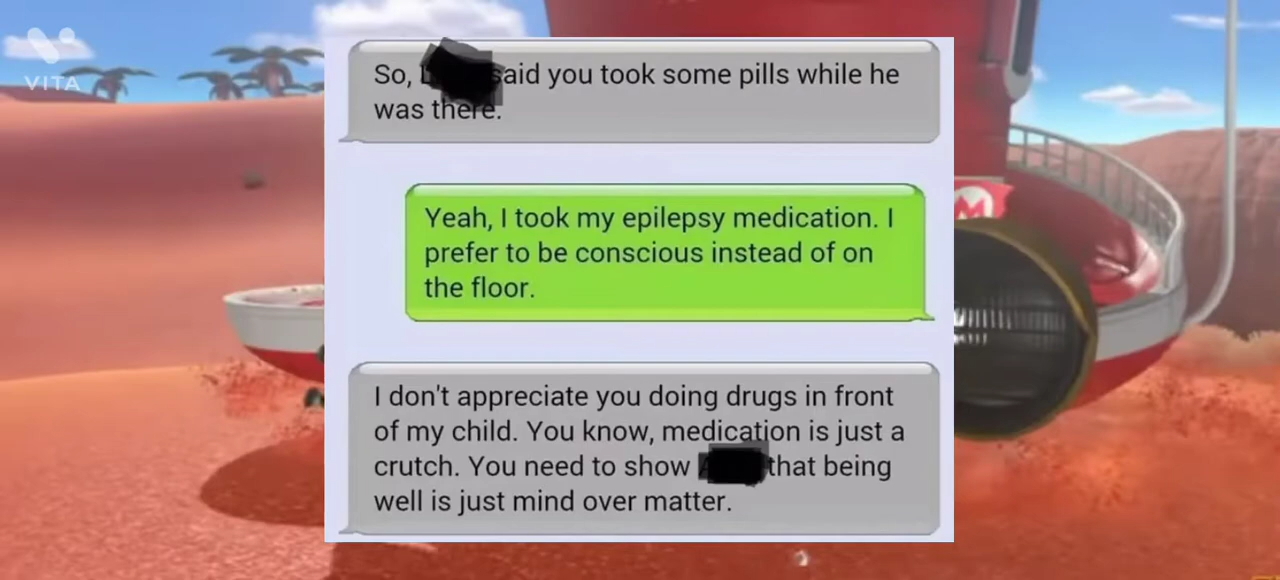 VITA
So, said you took some pills while he
was there.
Yeah, I took my epilepsy medication. I
prefer to be conscious instead of on
the floor.
I don't appreciate you doing drugs in front
of my child. You know, medication is just a
crutch. You need to show that being
well is just mind over matter.
M